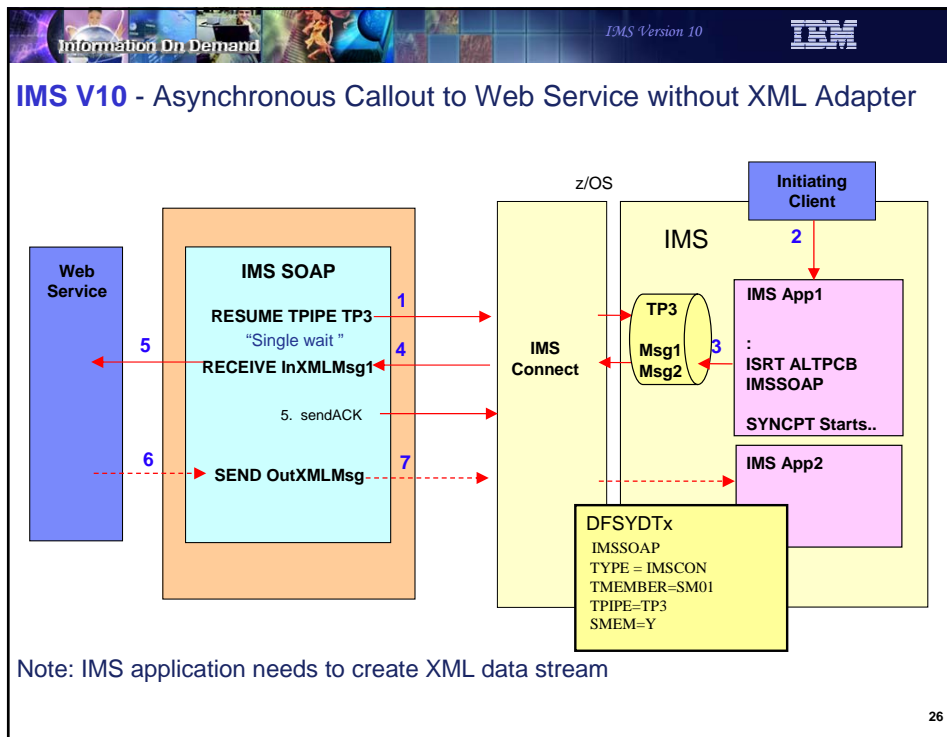 Information On Demand
IMS Version 10
IBM
IMS V10 - Asynchronous Callout to Web Service without XML Adapter
z/OS
Initiating
Client
IMS
2
Web
Service
IMS SOAP
RESUME TPIPE TP3
1
"Single wait "
RECEIVE InXMLMsg1
4
5
5. sendACK
6
SEND OutXMLMsg
7
IMS
Connect
TP3
Msg1
Msg2
3
IMS App1
:
ISRT ALTPCB
IMSSOAP
SYNCPT Starts..
IMS App2
DFSYDTx
IMSSOAP
TYPE = IMSCON
TMEMBER=SM01
TPIPE=TP3
SMEM=Y
Note: IMS application needs to create XML data stream
26